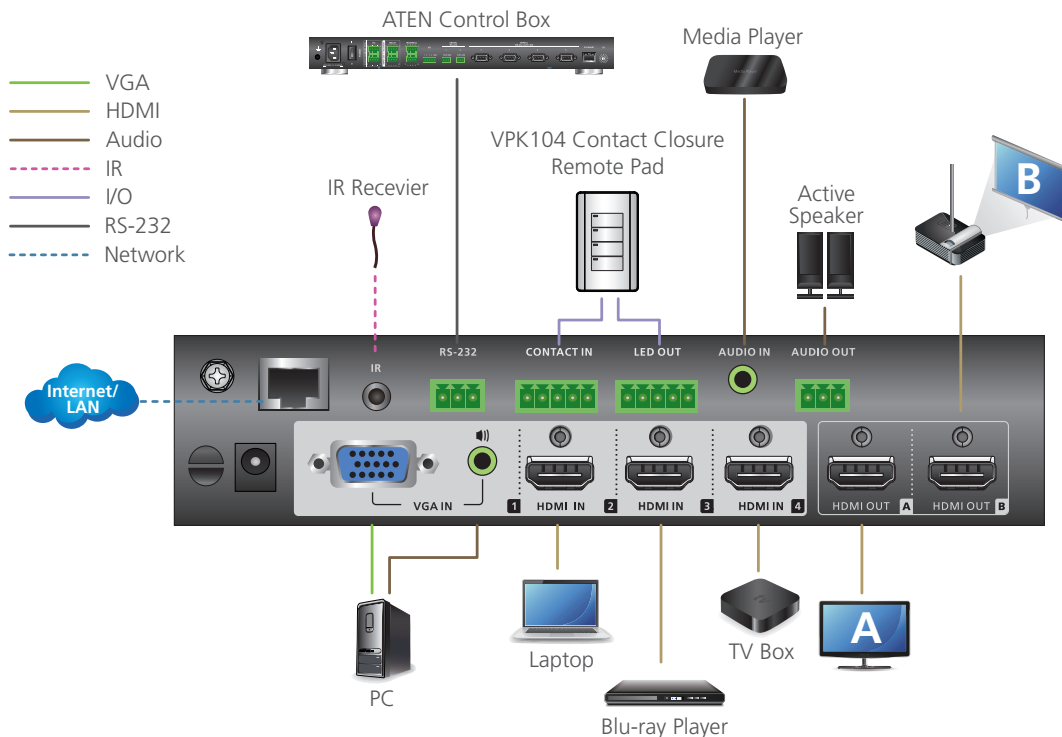 ATEN Control Box
Media Player
VGA
HDMI
Audio
IR
I/O
RS-232
Network
IR Recevier
VPK104 Contact Closure
Remote Pad
Active
Speaker
B
Internet/
LAN
IR
RS-232
CONTACT IN
LED OUT
AUDIO IN
AUDIO OUT
VGA IN
1
HDMI IN
2
HDMI IN
3
HDMI IN
4
HDMI OUT
A
HDMI OUT
B
PC
Laptop
Blu-ray Player
TV Box
A